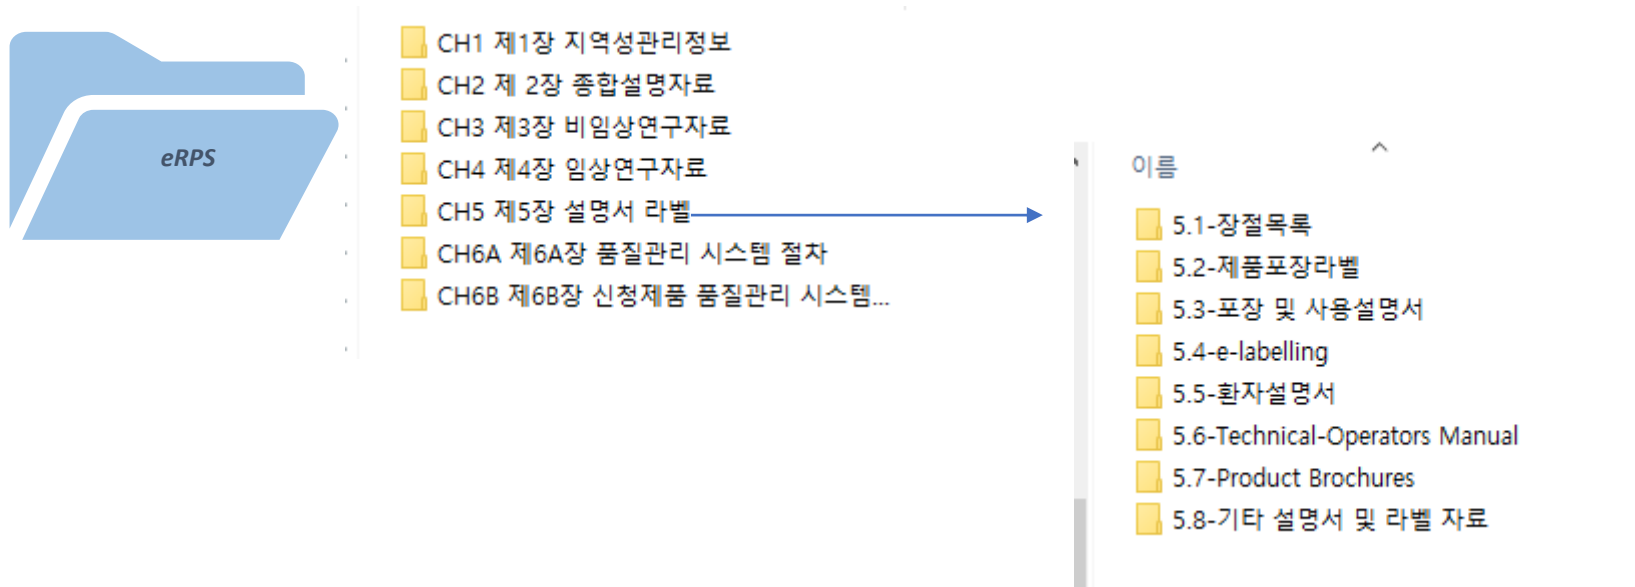 eRPS
CH1 제1장 지역성관리정보
CH2 제 2장 종합설명자료
CH3 제3장 비임상연구자료
CH4 제4장 임상연구자료
CH5 제5장 설명서 라벨
CH6A 제6A장 품질관리 시스템 절차
CH6B 제6B장 신청제품 품질관리 시스템...
이름
5.1-장절목록
5.2-제품포장라벨
5.3-포장 및 사용설명서
5.4-e-labelling
5.5-환자설명서
5.6-Technical-Operators Manual
5.7-Product Brochures
5.8-기타 설명서 및 라벨 자료